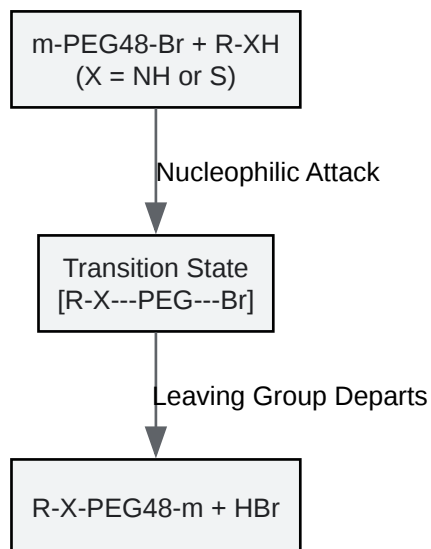 m-PEG48-Br + R-XH
(X = NH or S)
Nucleophilic Attack
Transition State
[R-X---PEG---Br]
Leaving Group Departs
R-X-PEG48-m + HBr